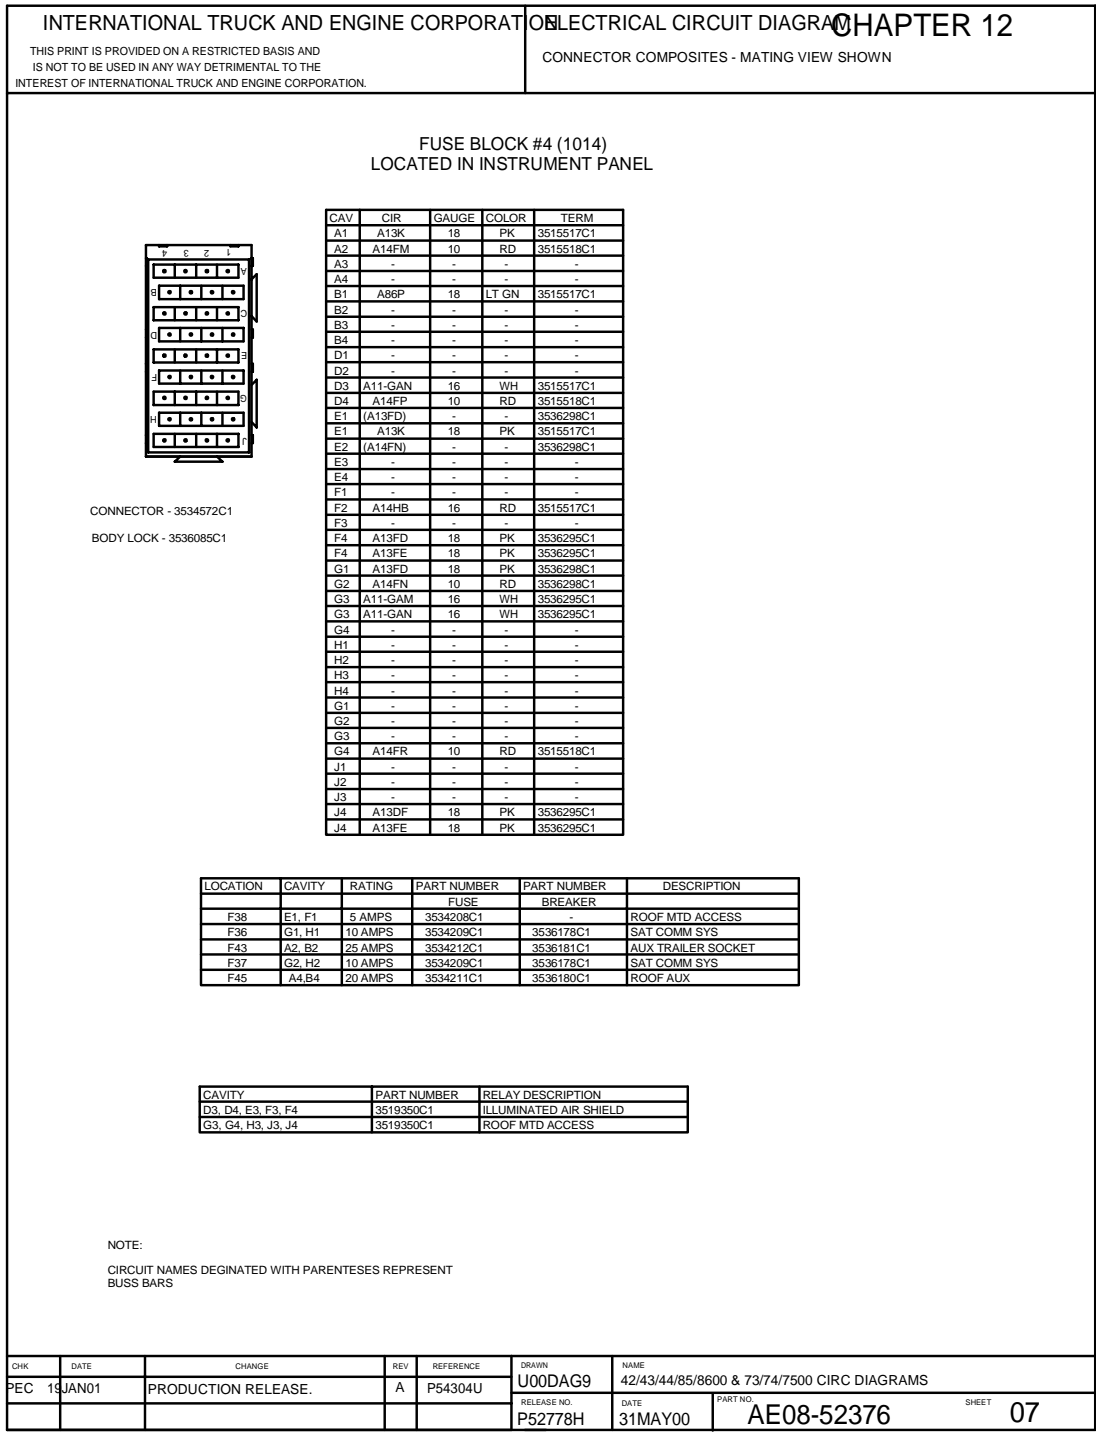 INTERNATIONAL TRUCK AND ENGINE CORPORATION
THIS PRINT IS PROVIDED ON A RESTRICTED BASIS AND
IS NOT TO BE USED IN ANY WAY DETRIMENTAL TO THE
INTEREST OF INTERNATIONAL TRUCK AND ENGINE CORPORATION.
ELECTRICAL CIRCUIT DIAGRAM
CHAPTER 12
CONNECTOR COMPOSITES - MATING VIEW SHOWN
FUSE BLOCK #4 (1014)
LOCATED IN INSTRUMENT PANEL
4 3 2 1
A
B
C
D
E
F
G
H
J
CONNECTOR - 3534572C1
BODY LOCK - 3536085C1
CAV CIR GAUGE COLOR TERM
A1 A13K 18 PK 3515517C1
A2 A14FM 10 RD 3515518C1
A3 - - - -
A4 - - - -
B1 A86P 18 LT GN 3515517C1
B2 - - - -
B3 - - - -
B4 - - - -
D1 - - - -
D2 - - - -
D3 A11-GAN 16 WH 3515517C1
D4 A14FP 10 RD 3515518C1
E1 (A13FD) - - 3536298C1
E1 A13K 18 PK 3515517C1
E2 (A14FN) - - 3536298C1
E3 - - - -
E4 - - - -
F1 - - - -
F2 A14HB 16 RD 3515517C1
F3 - - - -
F4 A13FD 18 PK 3536295C1
F4 A13FE 18 PK 3536295C1
G1 A13FD 18 PK 3536298C1
G2 A14FN 10 RD 3536298C1
G3 A11-GAM 16 WH 3536295C1
G3 A11-GAN 16 WH 3536295C1
G4 - - - -
H1 - - - -
H2 - - - -
H3 - - - -
H4 - - - -
G1 - - - -
G2 - - - -
G3 - - - -
G4 A14FR 10 RD 3515518C1
J1 - - - -
J2 - - - -
J3 - - - -
J4 A13DF 18 PK 3536295C1
J4 A13FE 18 PK 3536295C1
LOCATION CAVITY RATING PART NUMBER PART NUMBER DESCRIPTION
FUSE BREAKER
F38 E1, F1 5 AMPS 3534208C1 - ROOF MTD ACCESS
F36 G1, H1 10 AMPS 3534209C1 3536178C1 SAT COMM SYS
F43 A2, B2 25 AMPS 3534212C1 3536181C1 AUX TRAILER SOCKET
F37 G2, H2 10 AMPS 3534209C1 3536178C1 SAT COMM SYS
F45 A4,B4 20 AMPS 3534211C1 3536180C1 ROOF AUX
CAVITY PART NUMBER RELAY DESCRIPTION
D3, D4, E3, F3, F4 3519350C1 ILLUMINATED AIR SHIELD
G3, G4, H3, J3, J4 3519350C1 ROOF MTD ACCESS
NOTE:
CIRCUIT NAMES DEGINATED WITH PARENTESES REPRESENT
BUSS BARS
CHK DATE CHANGE REV REFERENCE DRAWN NAME
PEC 19JAN01 PRODUCTION RELEASE. A P54304U U00DAG9 42/43/44/85/8600 & 73/74/7500 CIRC DIAGRAMS
RELEASE NO. DATE PART NO. SHEET
P52778H 31MAY00 AE08-52376 07